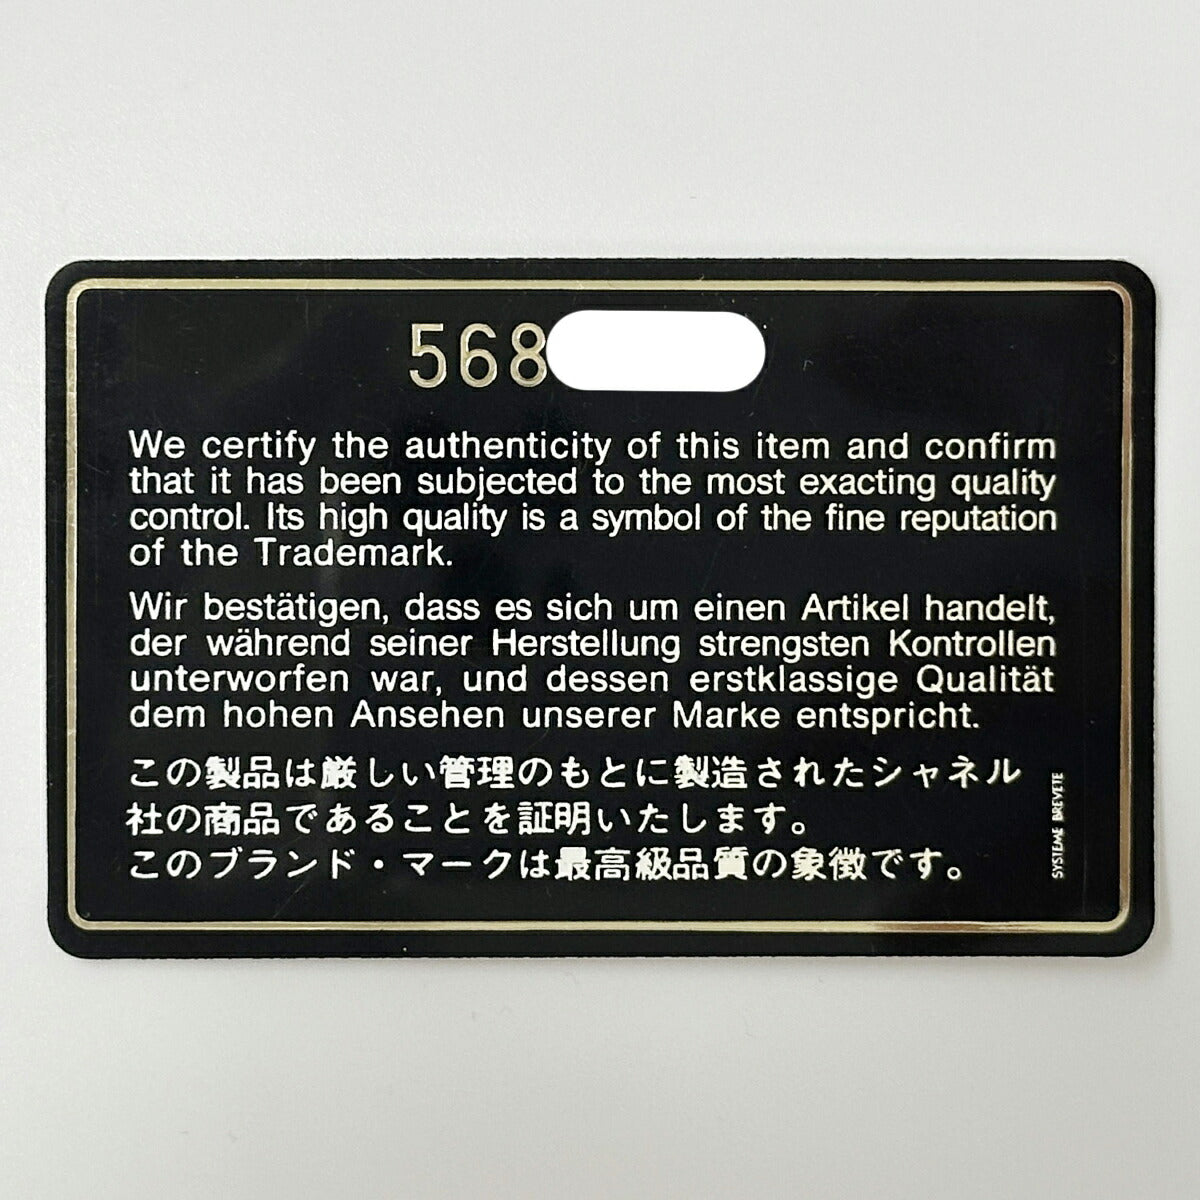 568
We certify the authenticity of this item and confirm
that it has been subjected to the most exacting quality
control. Its high quality is a symbol of the fine reputation
of the Trademark.
Wir bestätigen, dass es sich um einen Artikel handelt,
der während seiner Herstellung strengsten Kontrollen
unterworfen war, und dessen erstklassige Qualität
dem hohen Ansehen unserer Marke entspricht.
この製品は厳しい管理のもとに製造されたシャネル
社の商品であることを証明いたします。
このブランド・マークは最高級品質の象徴です。
SYSTEME BREVETE